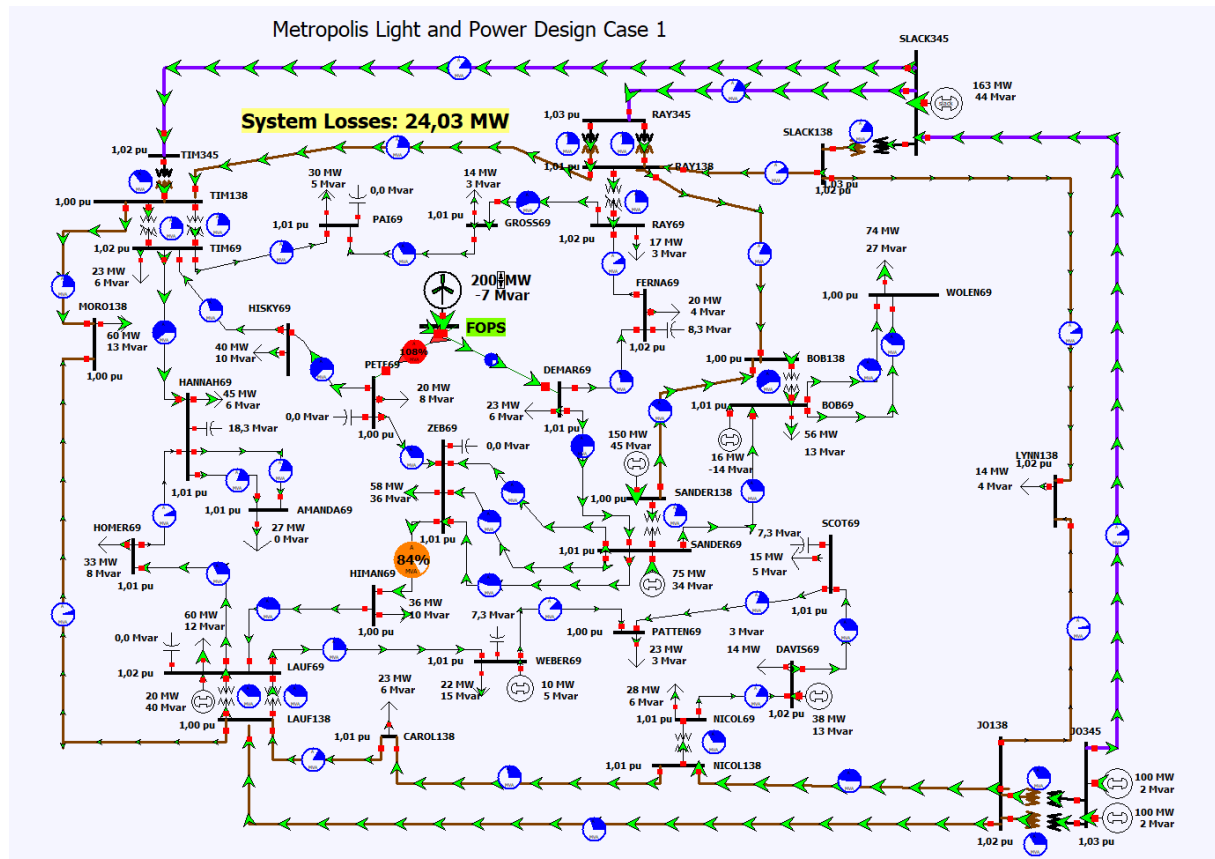 Metropolis Light and Power Design Case 1
SLACK345
163 MW
44 Mvar
slack
System Losses: 24,03 MW
1,03 pu
RAY345
SLACK138
1,02 pu
TIM345
30 MW
5 Mvar
0,0 Mvar
14 MW
3 Mvar
1,01 pu
RAY138
1,03 pu
1,02 pu
1,00 pu
TIM138
1,01 pu
PAI69
1,01 pu
GROSS69
RAY69
1,02 pu
TIM69
1,02 pu
17 MW
3 Mvar
74 MW
27 Mvar
23 MW
6 Mvar
200 MW
-7 Mvar
FERNA69
20 MW
4 Mvar
8,3 Mvar
1,02 pu
1,00 pu
WOLEN69
MORO138
60 MW
13 Mvar
1,00 pu
HISKY69
40 MW
10 Mvar
FOPS
108%
PETE69
20 MW
8 Mvar
0,0 Mvar
1,00 pu
DEMAR69
23 MW
6 Mvar
1,01 pu
1,00 pu
BOB138
1,01 pu
BOB69
HANNAH69
45 MW
6 Mvar
18,3 Mvar
1,01 pu
ZEB69
0,0 Mvar
58 MW
36 Mvar
1,01 pu
150 MW
45 Mvar
16 MW
-14 Mvar
56 MW
13 Mvar
LYNN138
1,02 pu
14 MW
4 Mvar
1,00 pu
SANDER138
1,01 pu
AMANDA69
27 MW
0 Mvar
HOMER69
33 MW
8 Mvar
1,01 pu
84%
MVA
1,01 pu
SANDER69
75 MW
34 Mvar
7,3 Mvar
SCOT69
15 MW
5 Mvar
1,01 pu
HIMAN69
36 MW
10 Mvar
1,00 pu
60 MW
12 Mvar
0,0 Mvar
7,3 Mvar
1,00 pu
PATTEN69
23 MW
3 Mvar
3 Mvar
14 MW
DAVIS69
1,02 pu
LAUF69
1,01 pu
WEBER69
22 MW
15 Mvar
10 MW
5 Mvar
20 MW
40 Mvar
23 MW
6 Mvar
28 MW
6 Mvar
38 MW
13 Mvar
1,02 pu
1,00 pu
LAUF138
1,01 pu
CAROL138
1,01 pu
NICOL69
1,01 pu
NICOL138
JO138
JO345
100 MW
2 Mvar
100 MW
2 Mvar
1,02 pu
1,03 pu